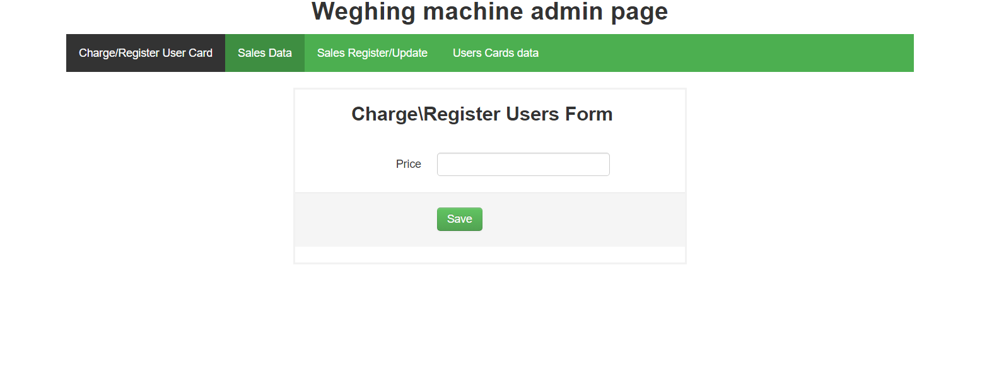 Weghing machine admin page
Charge/Register User Card Sales Data Sales Register/Update Users Cards data
Charge\Register Users Form
Price
Save